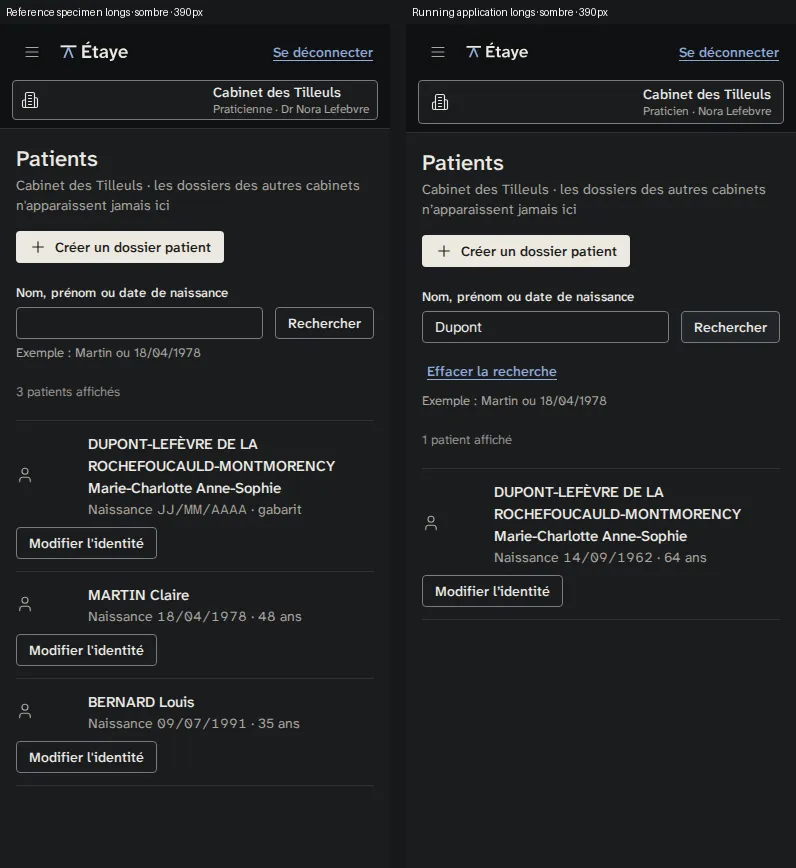 Reference specimen longs·sombre·390px
Étaye
Se déconnecter
Cabinet des Tilleuls
Praticienne · Dr Nora Lefebvre
Patients
Cabinet des Tilleuls · les dossiers des autres cabinets
n'apparaissent jamais ici
Créer un dossier patient
Nom, prénom ou date de naissance
Rechercher
Exemple : Martin ou 18/04/1978
3 patients affichés
DUPONT-LEFÈVRE DE LA
ROCHEFOUCAULD-MONTMORENCY
Marie-Charlotte Anne-Sophie
Naissance JJ/MM/AAAA · gabarit
Modifier l'identité
MARTIN Claire
Naissance 18/04/1978 · 48 ans
Modifier l'identité
BERNARD Louis
Naissance 09/07/1991 · 35 ans
Modifier l'identité
Running application longs·sombre·390px
Étaye
Se déconnecter
Cabinet des Tilleuls
Praticien · Nora Lefebvre
Patients
Cabinet des Tilleuls · les dossiers des autres cabinets
n'apparaissent jamais ici
Créer un dossier patient
Nom, prénom ou date de naissance
Dupont
Rechercher
Effacer la recherche
Exemple : Martin ou 18/04/1978
1 patient affiché
DUPONT-LEFÈVRE DE LA
ROCHEFOUCAULD-MONTMORENCY
Marie-Charlotte Anne-Sophie
Naissance 14/09/1962 · 64 ans
Modifier l'identité